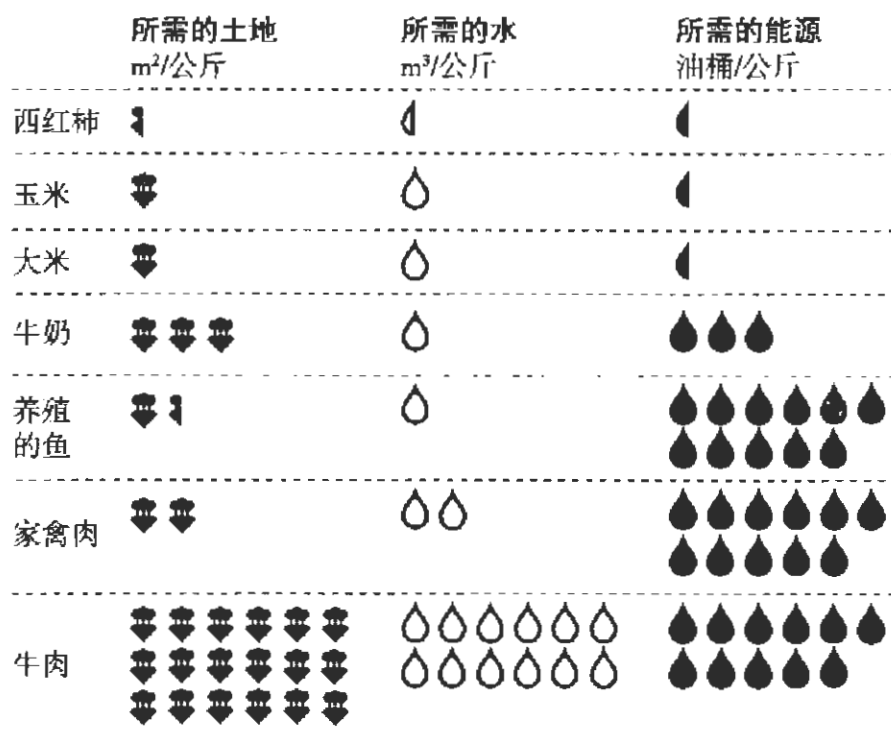 所需的土地
m²/公斤
所需的水
m³/公斤
所需的能源
油桶/公斤
西红柿
玉米
大米
牛奶
养殖
的鱼
家禽肉
牛肉